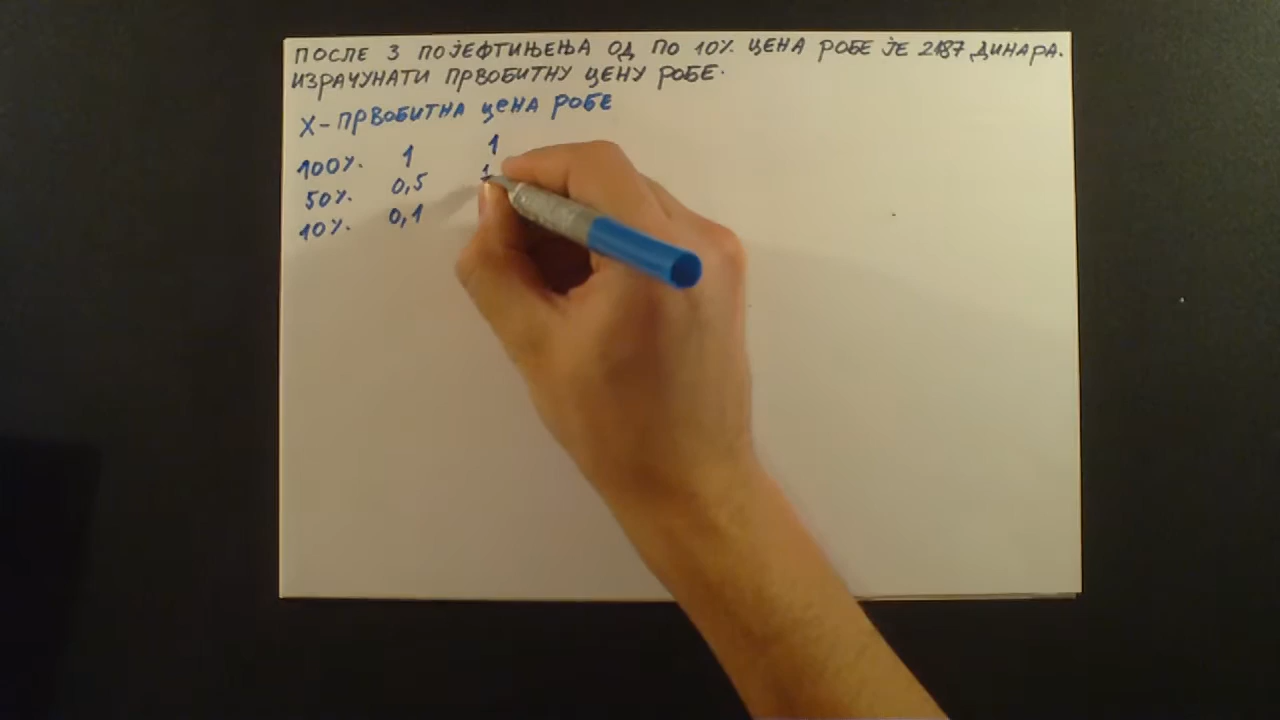 ПОСЛЕ 3 ПОЈЕФТИЊЕЊА ОД ПО 10% ЦЕНА РОБЕ ЈЕ 2187 ДИНАРА.
ИЗРАЧУНАТИ ПРВОБИТНУ ЦЕНУ РОБЕ.
X - ПРВОБИТНА ЦЕНА РОБЕ
100% 1 1
50% 0,5 1
10% 0,1